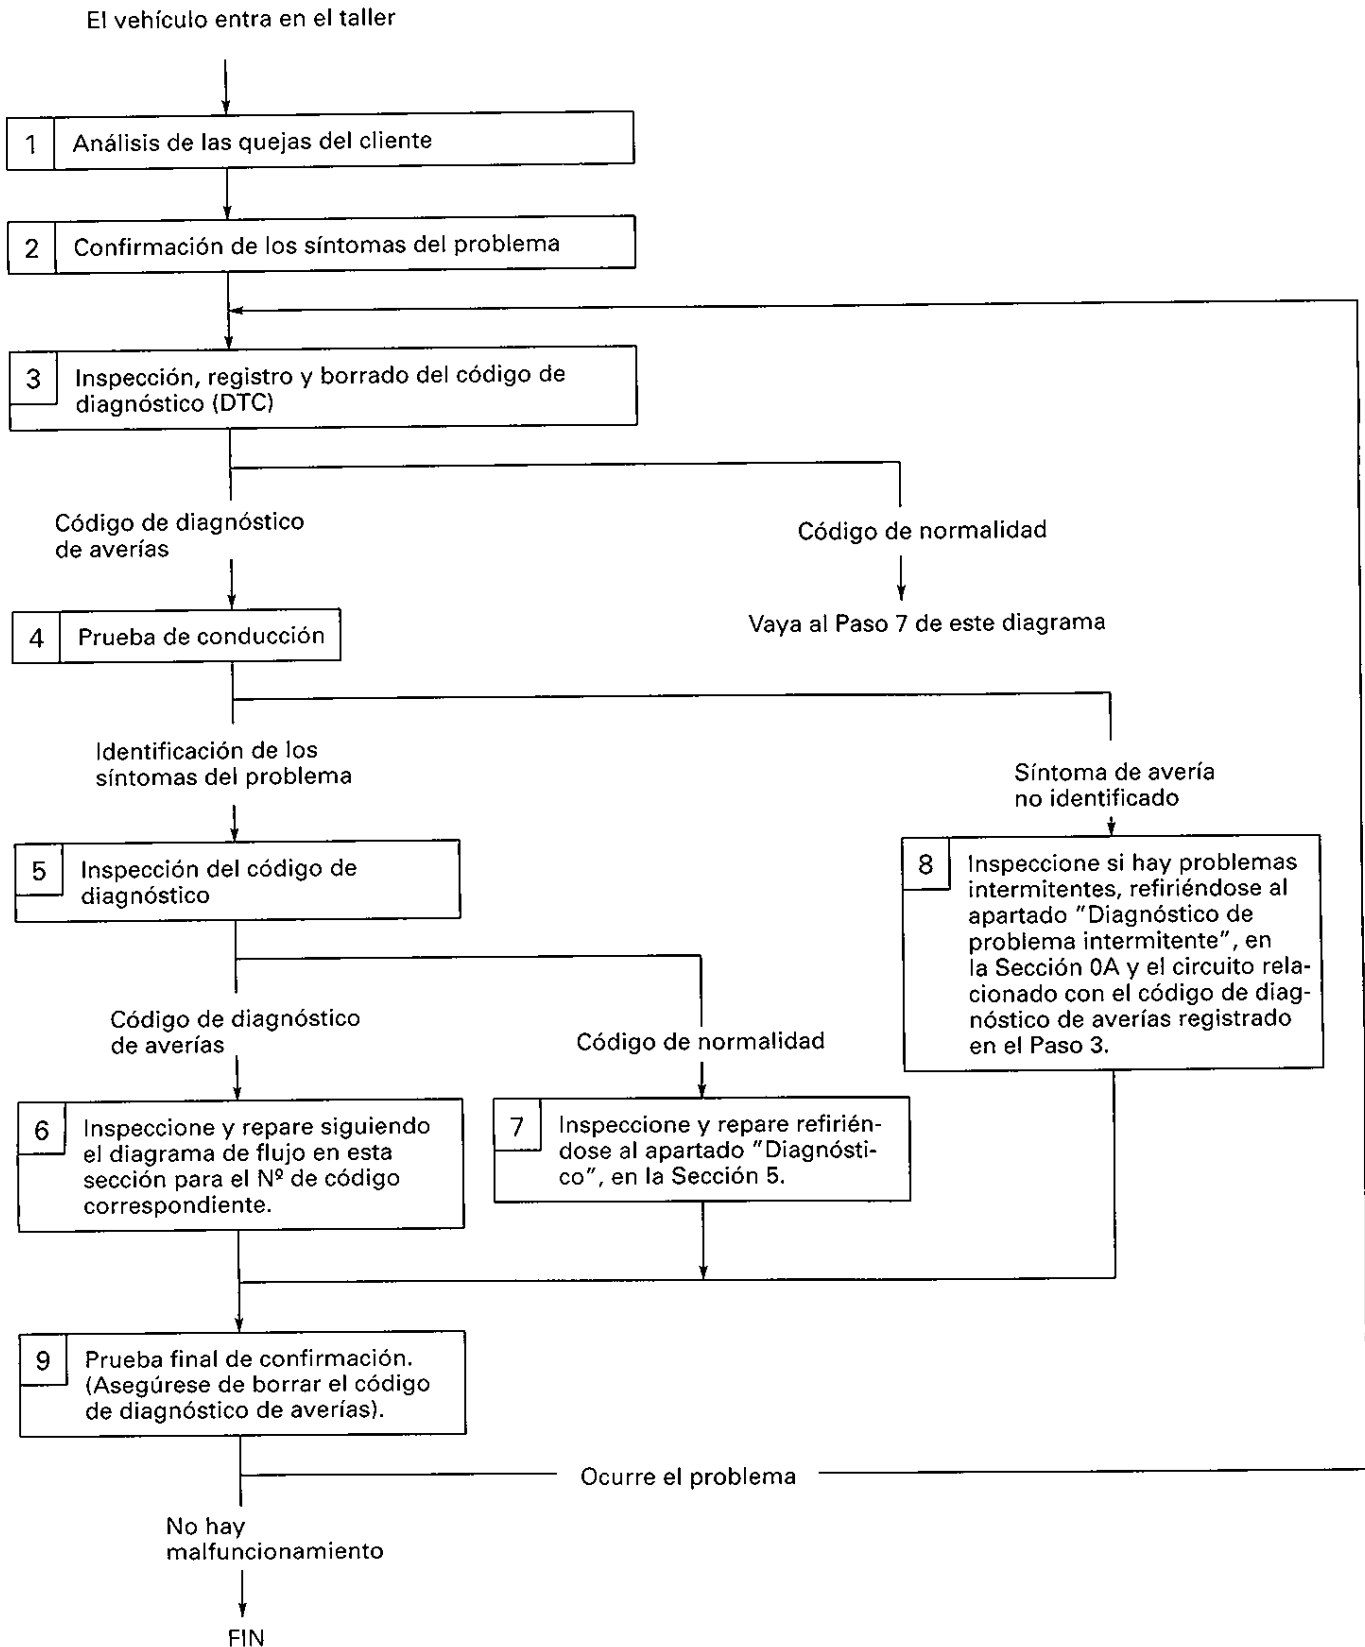 El vehículo entra en el taller
1 Análisis de las quejas del cliente
2 Confirmación de los síntomas del problema
3 Inspección, registro y borrado del código de
diagnóstico (DTC)
Código de diagnóstico
de averías
Código de normalidad
Vaya al Paso 7 de este diagrama
4 Prueba de conducción
Identificación de los
síntomas del problema
Síntoma de avería
no identificado
5 Inspección del código de
diagnóstico
8 Inspeccione si hay problemas
intermitentes, refiriéndose al
apartado "Diagnóstico de
problema intermitente", en
la Sección 0A y el circuito rela-
cionado con el código de diag-
nóstico de averías registrado
en el Paso 3.
Código de diagnóstico
de averías
Código de normalidad
6 Inspeccione y repare siguiendo
el diagrama de flujo en esta
sección para el Nº de código
correspondiente.
7 Inspeccione y repare refirién-
dose al apartado "Diagnósti-
co", en la Sección 5.
9 Prueba final de confirmación.
(Asegúrese de borrar el código
de diagnóstico de averías).
Ocurre el problema
No hay
malfuncionamiento
FIN